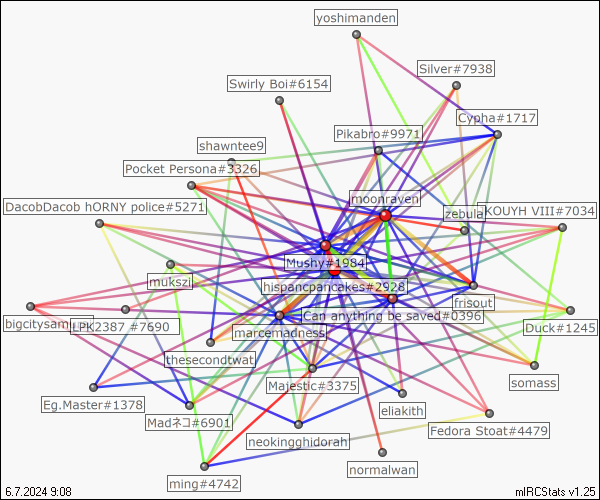 yoshimanden
Silver#7938
Swirly Boi#6154
Cypha#1717
Pikabro#9971
shawntee9
Pocket Persona#3326
moonraven
DacobDacob hORNY police#5271
zebula
KOUYH VIII#7034
Mushy#1984
mukszi
hispancpancakes#2928
frisout
Can anything be saved#0396
bigcitysam
LPK2387 #7690
marcemadness
Duck#1245
thesecondtwat
Majestic#3375
somass
Eg.Master#1378
eliakith
Madネコ#6901
Fedora Stoat#4479
neokingghidorah
normalwan
ming#4742
6.7.2024 9:08
mIRCStats v1.25